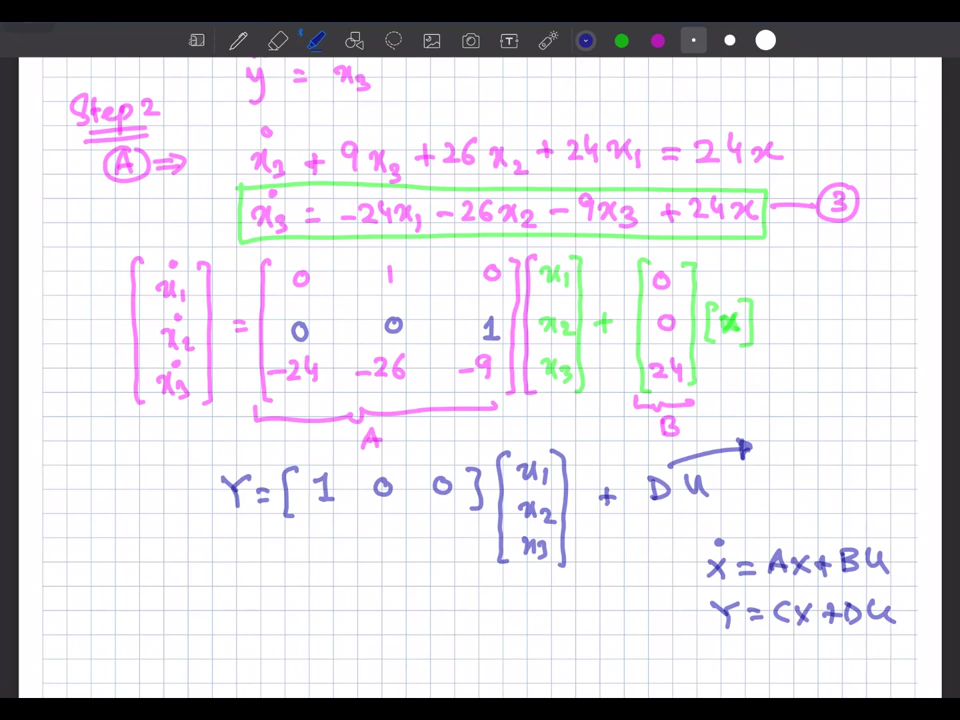 ẏ = x₃
Step 2
Ⓐ ⇒ ẋ₃ + 9x₃ + 26x₂ + 24x₁ = 24x
ẋ₃ = -24x₁ - 26x₂ - 9x₃ + 24x — ③
[ẋ₁ ẋ₂ ẋ₃] = [0 1 0; 0 0 1; -24 -26 -9] [x₁ x₂ x₃] + [0 0 24] [x]
A B
Y = [1 0 0] [x₁ x₂ x₃] + D U
ẋ = AX + BU
Y = CX + DU